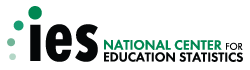 ies NATIONAL CENTER FOR
EDUCATION STATISTICS